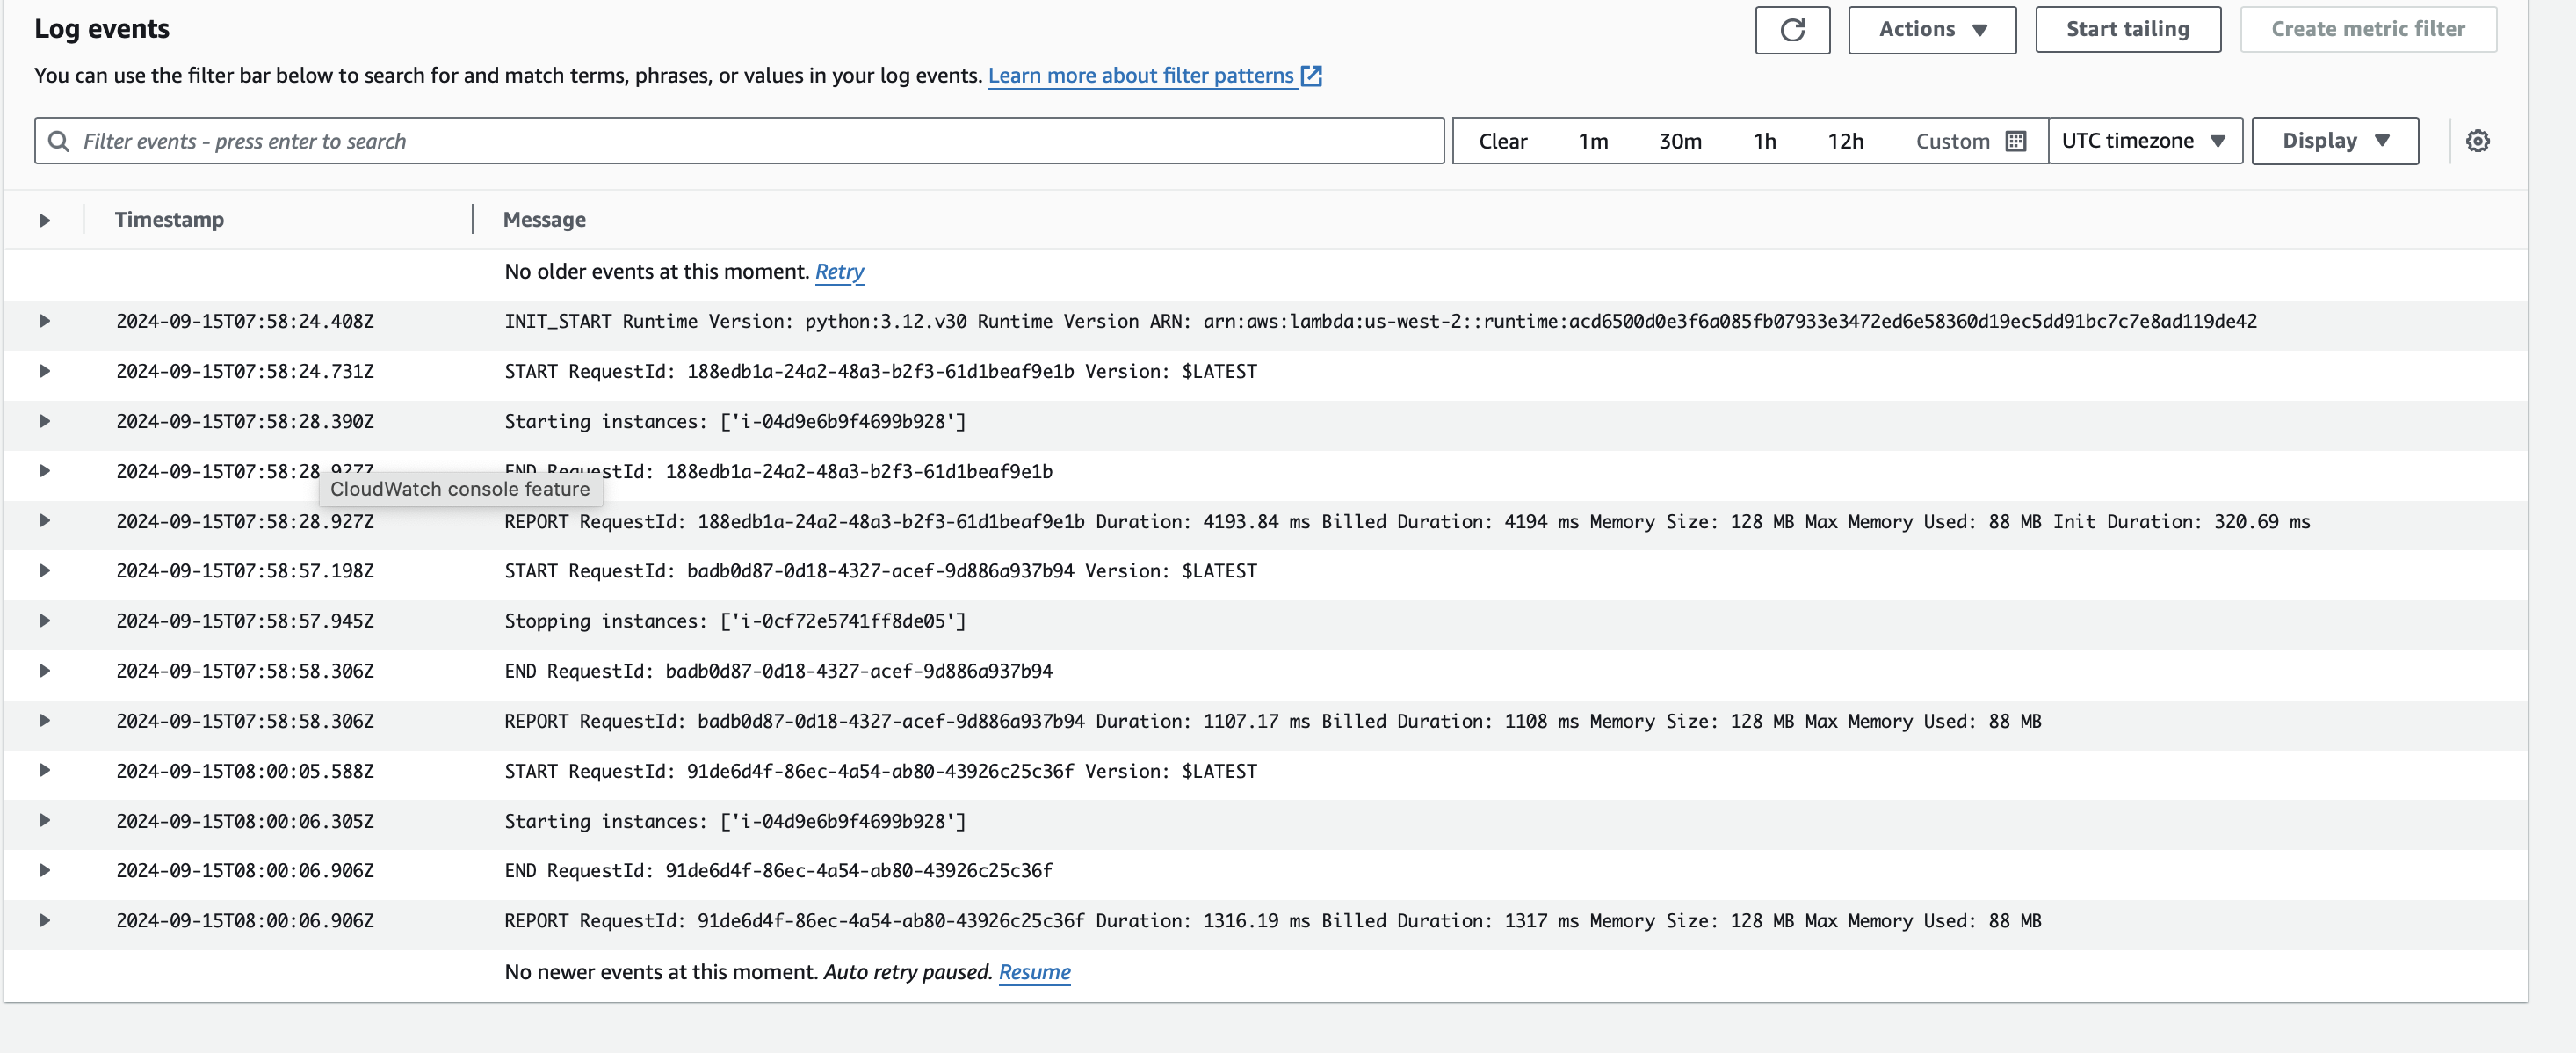 Log events
Actions
Start tailing
Create metric filter
You can use the filter bar below to search for and match terms, phrases, or values in your log events. Learn more about filter patterns
Filter events - press enter to search
Clear 1m 30m 1h 12h Custom
UTC timezone
Display
Timestamp Message
No older events at this moment. Retry
2024-09-15T07:58:24.408Z INIT_START Runtime Version: python:3.12.v30 Runtime Version ARN: arn:aws:lambda:us-west-2::runtime:acd6500d0e3f6a085fb07933e3472ed6e58360d19ec5dd91bc7c7e8ad119de42
2024-09-15T07:58:24.731Z START RequestId: 188edb1a-24a2-48a3-b2f3-61d1beaf9e1b Version: $LATEST
2024-09-15T07:58:28.390Z Starting instances: ['i-04d9e6b9f4699b928']
2024-09-15T07:58:28.927Z END RequestId: 188edb1a-24a2-48a3-b2f3-61d1beaf9e1b
CloudWatch console feature
2024-09-15T07:58:28.927Z REPORT RequestId: 188edb1a-24a2-48a3-b2f3-61d1beaf9e1b Duration: 4193.84 ms Billed Duration: 4194 ms Memory Size: 128 MB Max Memory Used: 88 MB Init Duration: 320.69 ms
2024-09-15T07:58:57.198Z START RequestId: badb0d87-0d18-4327-acef-9d886a937b94 Version: $LATEST
2024-09-15T07:58:57.945Z Stopping instances: ['i-0cf72e5741ff8de05']
2024-09-15T07:58:58.306Z END RequestId: badb0d87-0d18-4327-acef-9d886a937b94
2024-09-15T07:58:58.306Z REPORT RequestId: badb0d87-0d18-4327-acef-9d886a937b94 Duration: 1107.17 ms Billed Duration: 1108 ms Memory Size: 128 MB Max Memory Used: 88 MB
2024-09-15T08:00:05.588Z START RequestId: 91de6d4f-86ec-4a54-ab80-43926c25c36f Version: $LATEST
2024-09-15T08:00:06.305Z Starting instances: ['i-04d9e6b9f4699b928']
2024-09-15T08:00:06.906Z END RequestId: 91de6d4f-86ec-4a54-ab80-43926c25c36f
2024-09-15T08:00:06.906Z REPORT RequestId: 91de6d4f-86ec-4a54-ab80-43926c25c36f Duration: 1316.19 ms Billed Duration: 1317 ms Memory Size: 128 MB Max Memory Used: 88 MB
No newer events at this moment. Auto retry paused. Resume